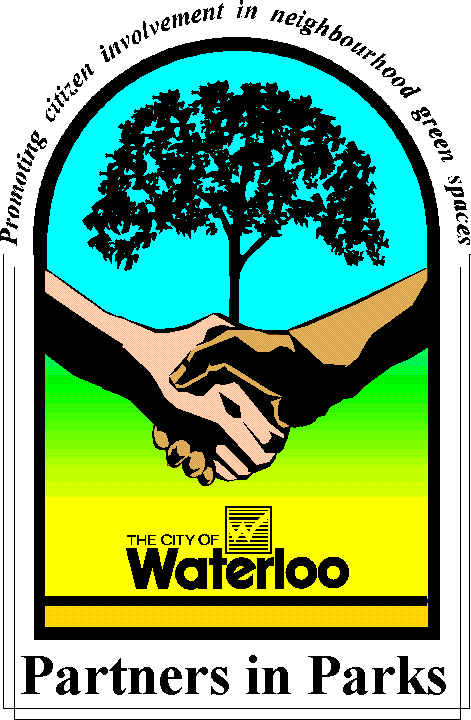 Promoting citizen involvement in neighbourhood green spaces
THE CITY OF
Waterloo
Partners in Parks